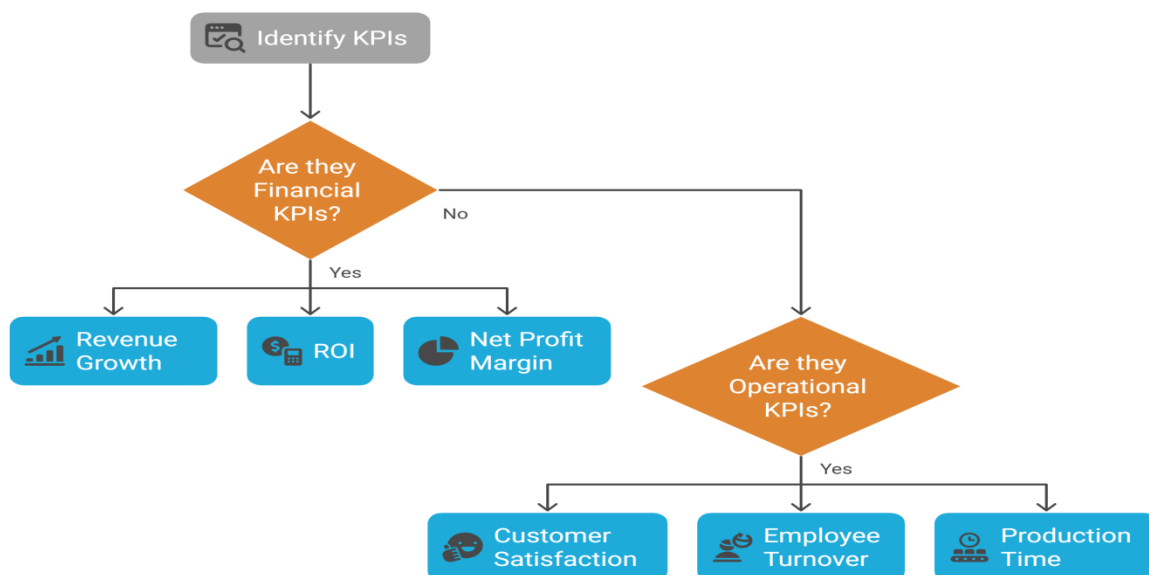 Identify KPIs
Are they
Financial
KPIs?
No
Yes
Revenue
Growth
$
ROI
Net Profit
Margin
Are they
Operational
KPIs?
Yes
Customer
Satisfaction
Employee
Turnover
Production
Time